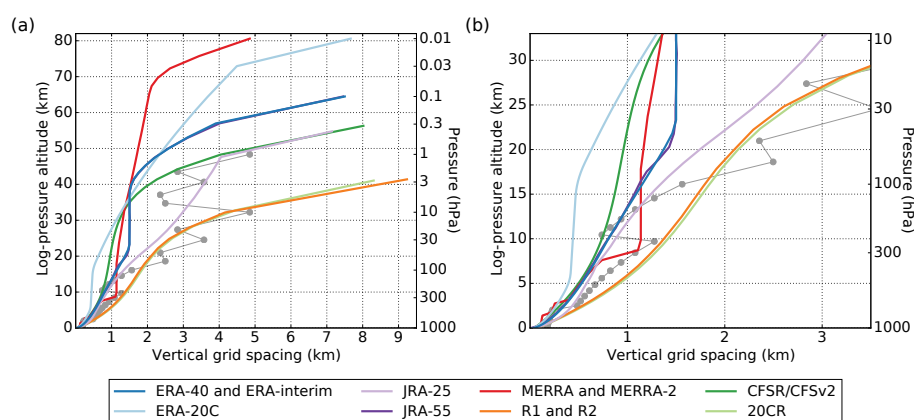 (a)
(b)
80
70
60
50
40
30
20
10
0
Log-pressure altitude (km)
1
2
3
4
5
6
7
8
9
Vertical grid spacing (km)
0.01
0.03
0.1
0.3
1
3
10
30
100
300
1000
Pressure (hPa)
30
25
20
15
10
5
0
Log-pressure altitude (km)
1
2
3
Vertical grid spacing (km)
10
30
100
300
1000
Pressure (hPa)
ERA-40 and ERA-interim
JRA-25
MERRA and MERRA-2
CFSR/CFSv2
ERA-20C
JRA-55
R1 and R2
20CR